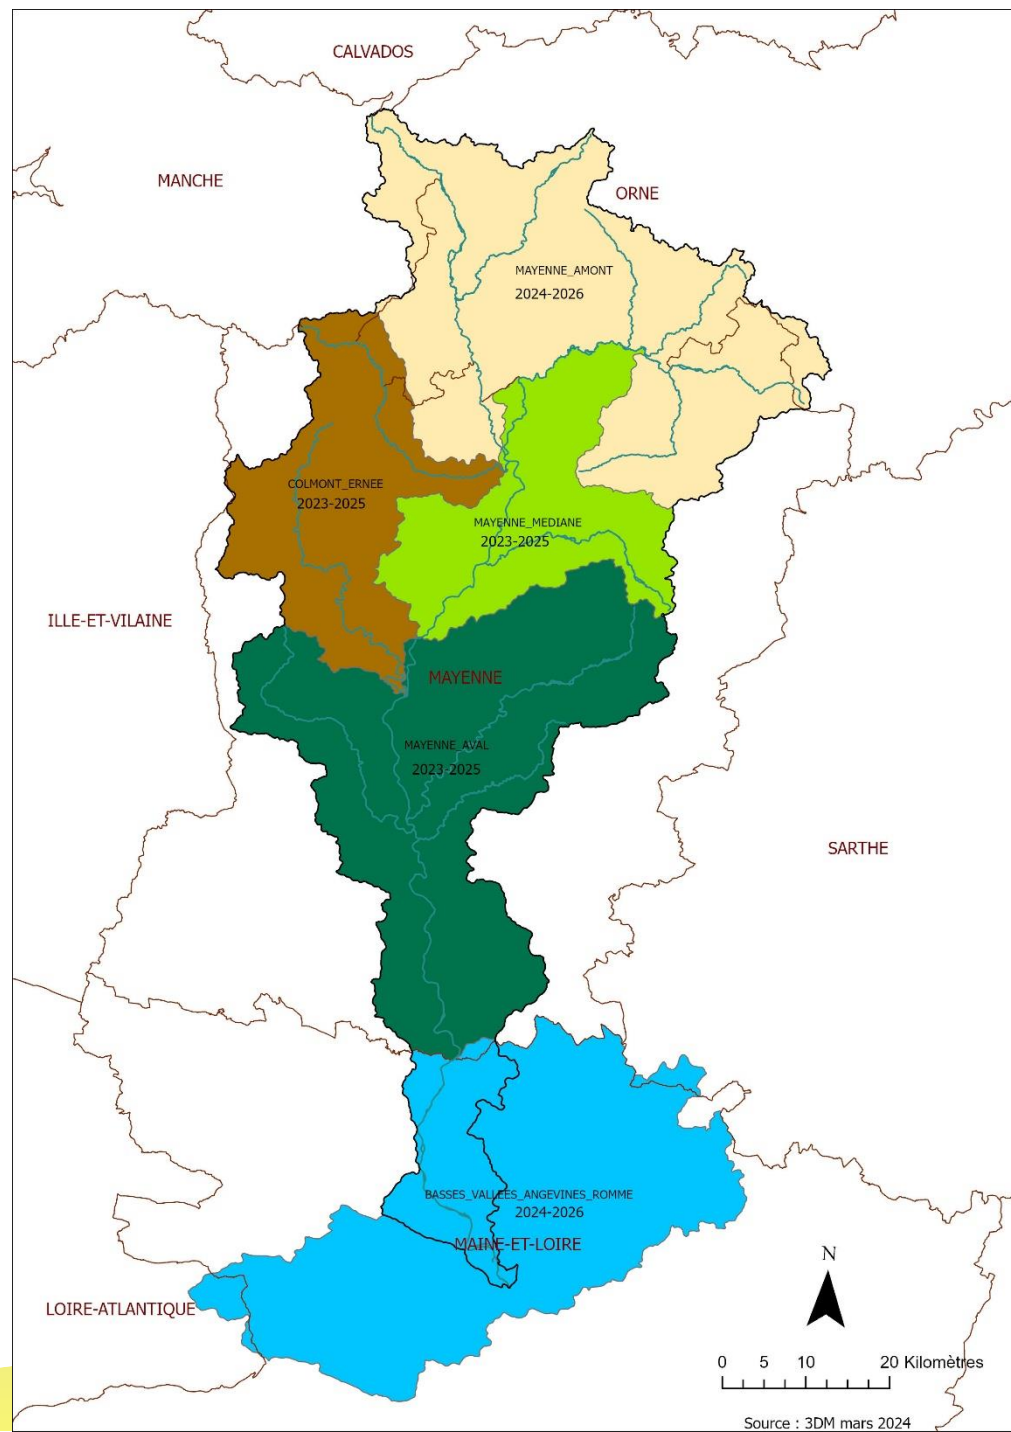 CALVADOS
MANCHE
ORNE
MAYENNE_AMONT
2024-2026
COLMONT_ERNEE
2023-2025
MAYENNE_MEDIANE
2023-2025
ILLE-ET-VILAINE
MAYENNE
MAYENNE_AVAL
2023-2025
SARTHE
BASSES_VALLEES_ANGEVINES_ROMME
2024-2026
MAINE-ET-LOIRE
N
LOIRE-ATLANTIQUE
0 5 10 20 Kilomètres
Source : 3DM mars 2024